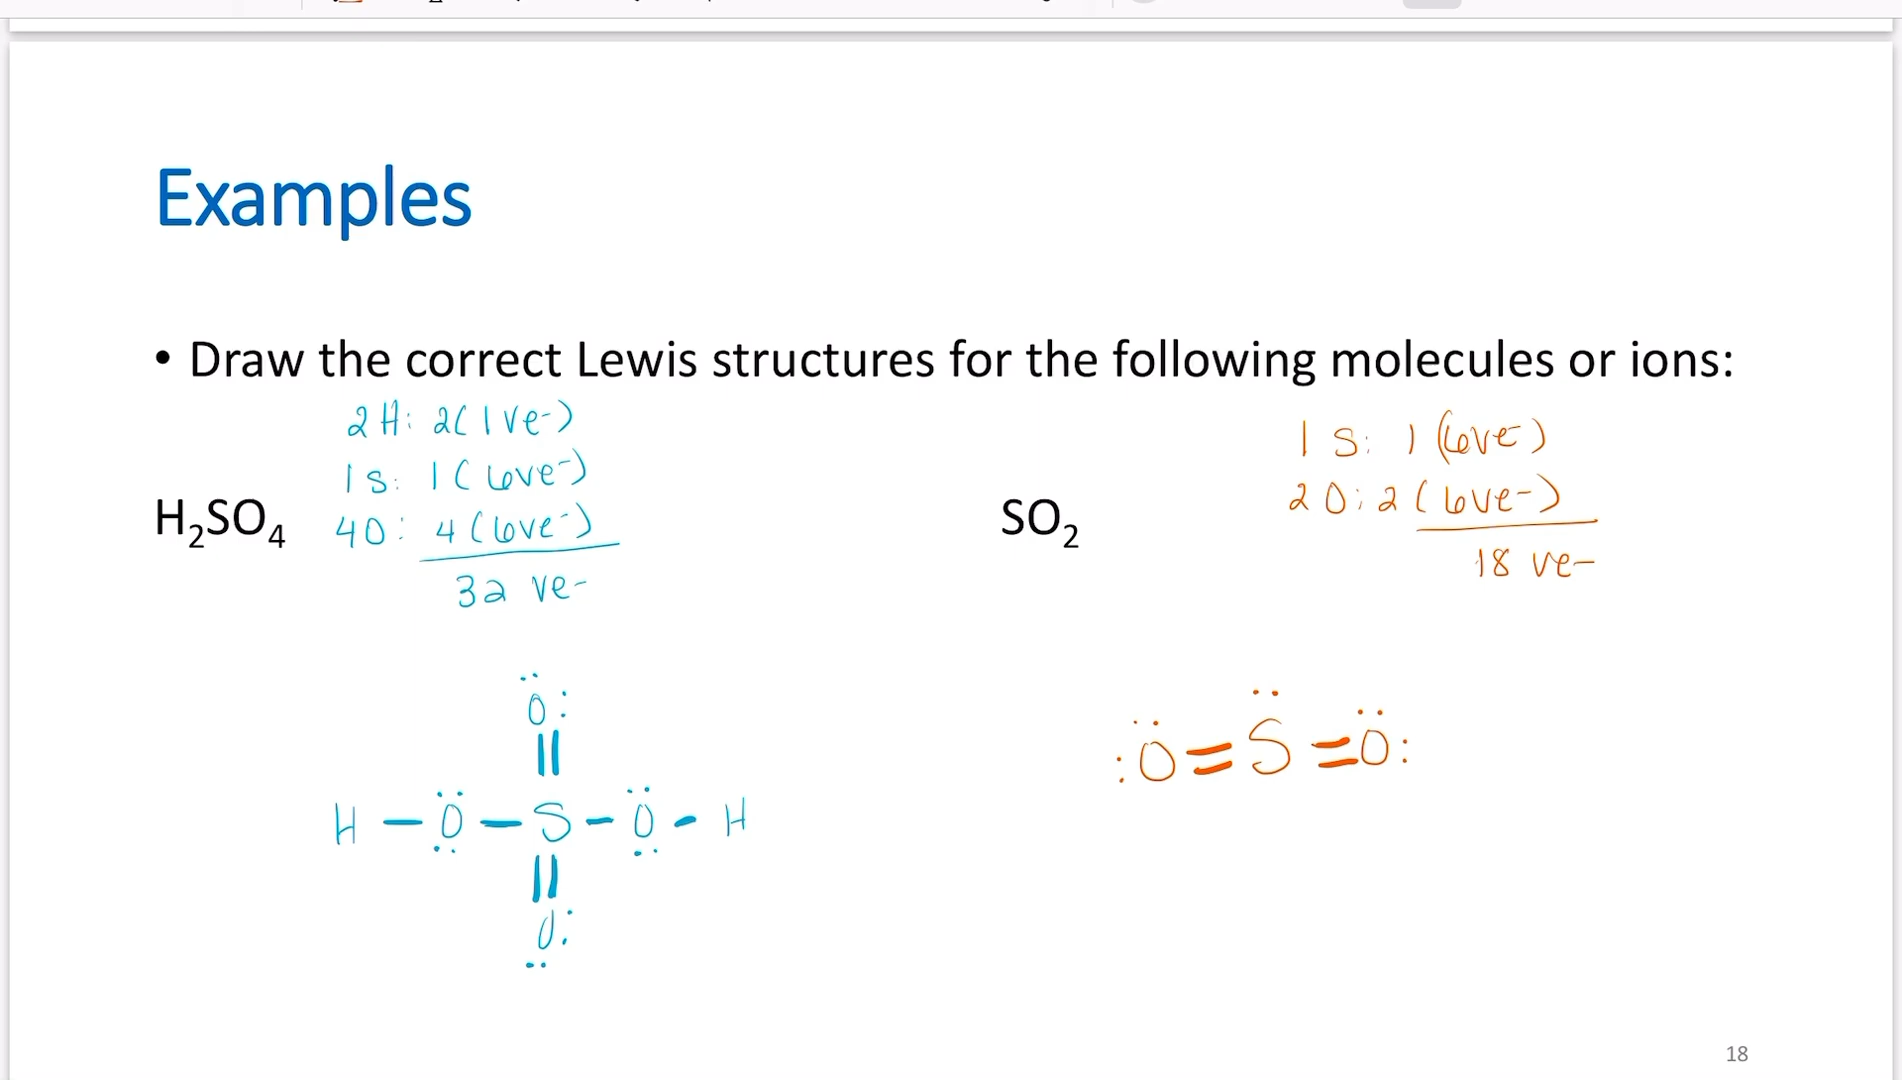 Examples
• Draw the correct Lewis structures for the following molecules or ions:
2H: 2(1ve-)
1S: 1(6ve-)
H₂SO₄
4O: 4(6ve-)
32 ve-
1 S: 1(6ve-)
2O: 2(6ve-)
SO₂
18 ve-
O
H – O – S – O – H
O
O = S = O
18